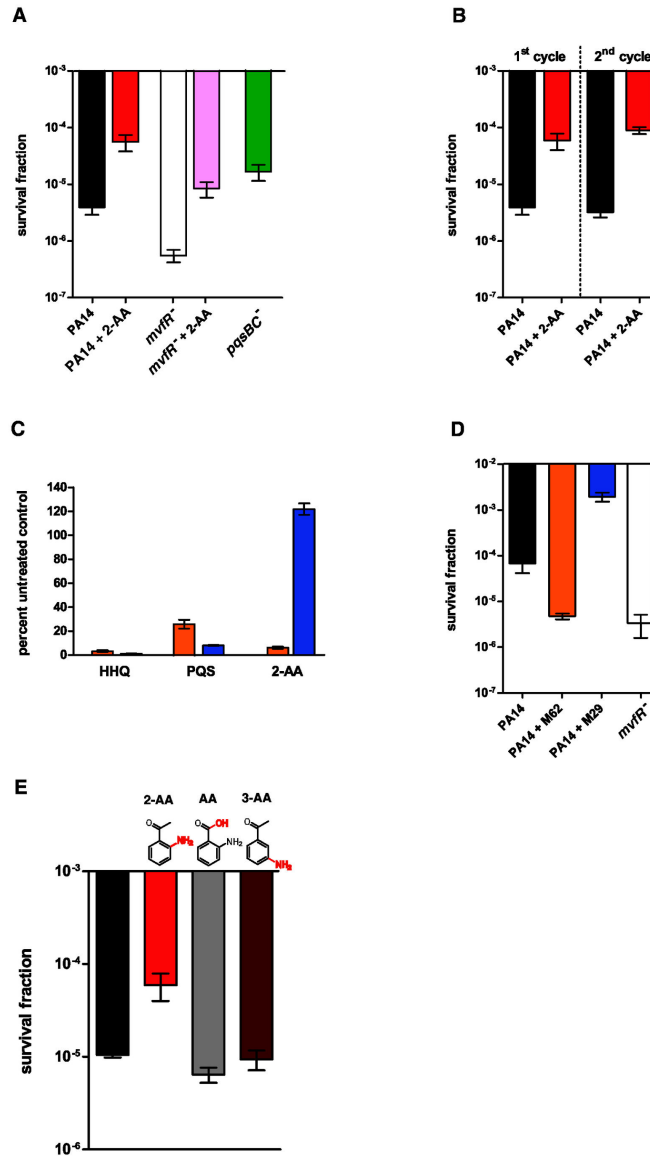 A
survival fraction
10-3
10-4
10-5
10-6
10-7
PA14
PA14 + 2-AA
mvfR-
mvfR- + 2-AA
pqsBC-
B
1st cycle
2nd cycle
survival fraction
10-3
10-4
10-5
10-6
10-7
PA14
PA14 + 2-AA
PA14
PA14 + 2-AA
C
percent untreated control
140
120
100
80
60
40
20
0
HHQ
PQS
2-AA
D
survival fraction
10-2
10-3
10-4
10-5
10-6
10-7
PA14
PA14 + M62
PA14 + M29
mvfR-
E
2-AA
AA
3-AA
O
NH2
O
OH
NH2
O
NH2
survival fraction
10-3
10-4
10-5
10-6